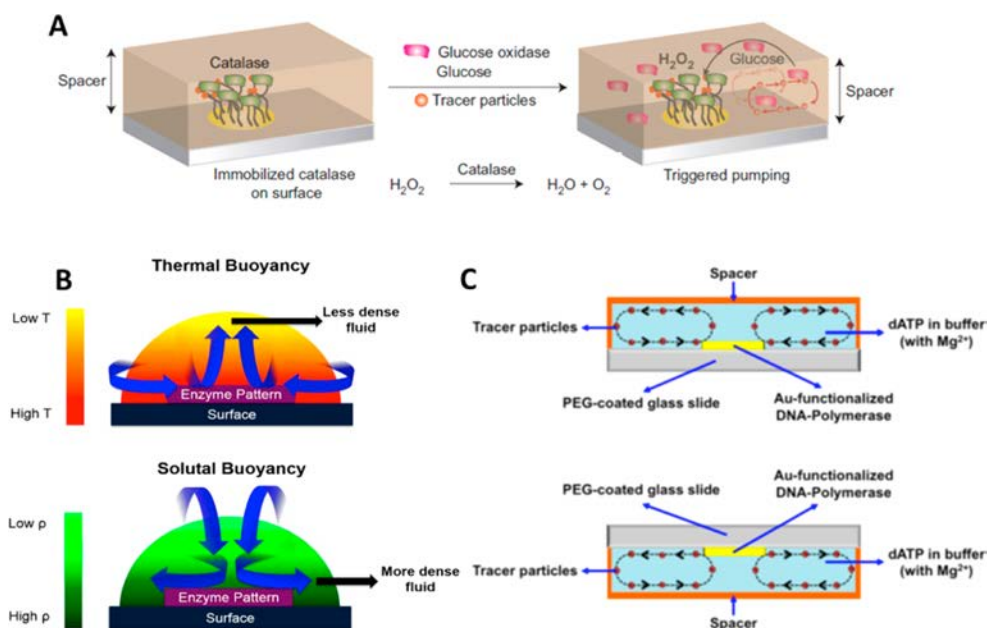 A
Spacer
Catalase
Glucose oxidase
Glucose
Tracer particles
H₂O₂
Glucose
Spacer
Immobilized catalase
on surface
H₂O₂
Catalase
H₂O + O₂
Triggered pumping
B
Thermal Buoyancy
Low T
High T
Less dense
fluid
Enzyme Pattern
Surface
Solutal Buoyancy
Low ρ
High ρ
More dense
fluid
Enzyme Pattern
Surface
C
Spacer
Tracer particles
dATP in buffer
(with Mg²⁺)
PEG-coated glass slide
Au-functionalized
DNA-Polymerase
PEG-coated glass slide
Au-functionalized
DNA-Polymerase
Tracer particles
dATP in buffer
(with Mg²⁺)
Spacer